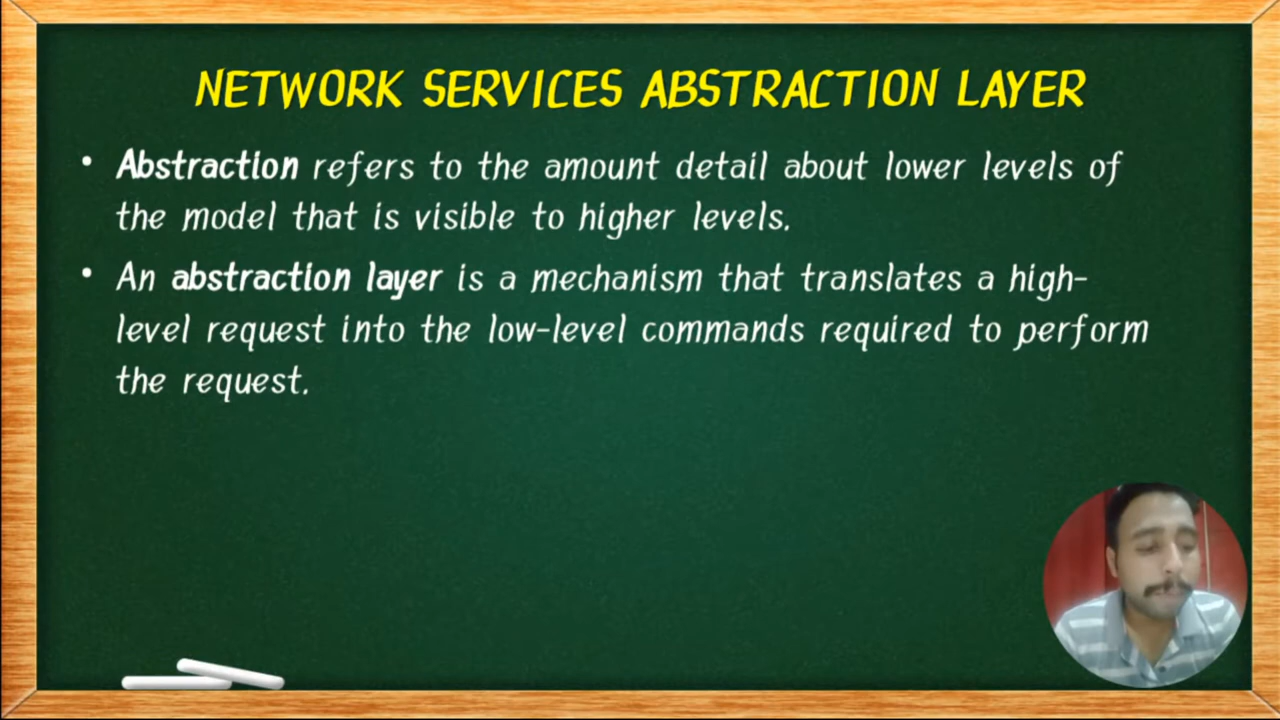 NETWORK SERVICES ABSTRACTION LAYER
• Abstraction refers to the amount detail about lower levels of
the model that is visible to higher levels.
• An abstraction layer is a mechanism that translates a high-
level request into the low-level commands required to perform
the request.